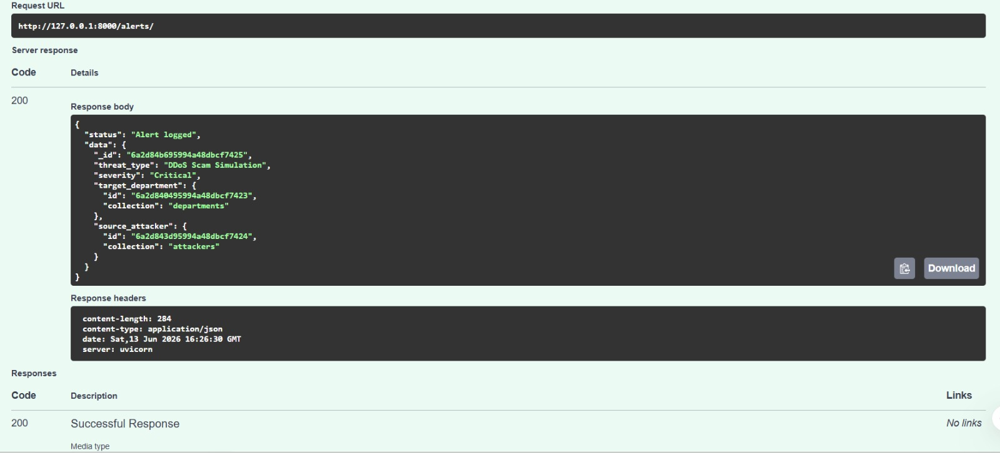 Request URL
http://127.0.0.1:8000/alerts/
Server response
Code Details
200
Response body
{
  "status": "Alert logged",
  "data": {
    "_id": "6a2d84b695994a48dbcf7425",
    "threat_type": "DDoS Scam Simulation",
    "severity": "Critical",
    "target_department": {
      "id": "6a2d840495994a48dbcf7423",
      "collection": "departments"
    },
    "source_attacker": {
      "id": "6a2d843d95994a48dbcf7424",
      "collection": "attackers"
    }
  }
}
Download
Response headers
content-length: 284
content-type: application/json
date: Sat,13 Jun 2026 16:26:30 GMT
server: uvicorn
Responses
Code Description Links
200 Successful Response No links
Media type